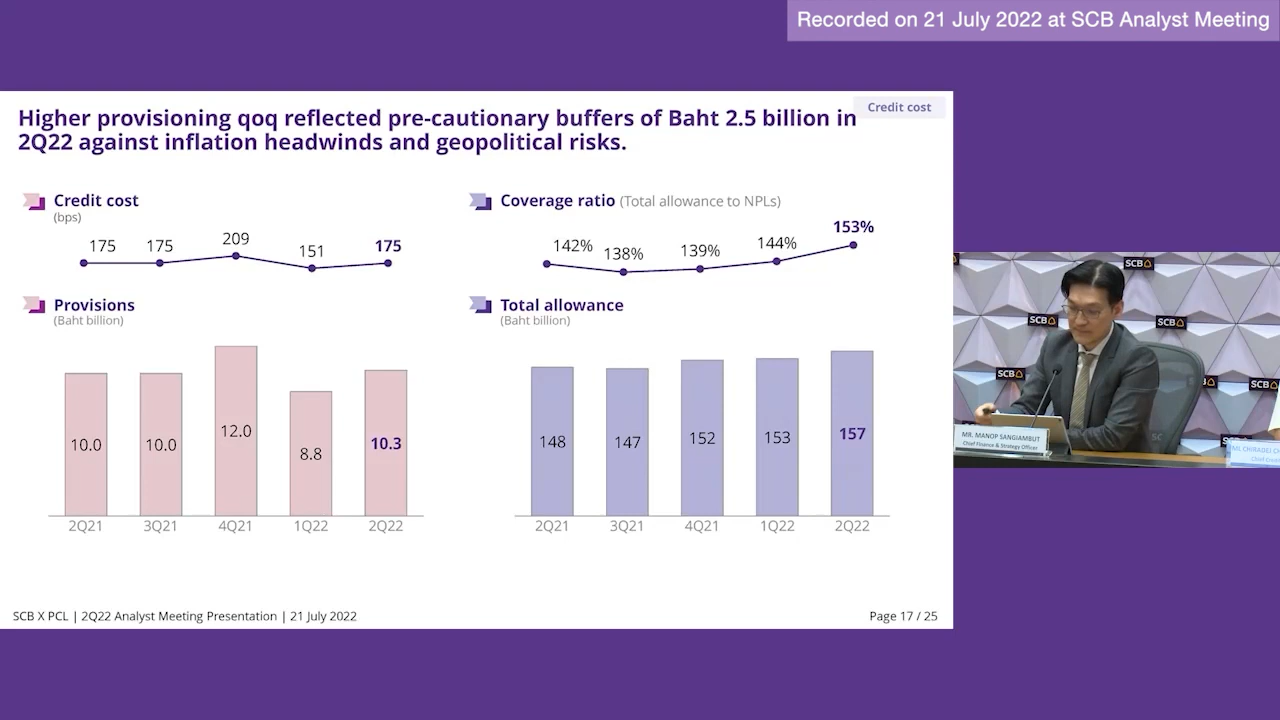 Recorded on 21 July 2022 at SCB Analyst Meeting
Credit cost
Higher provisioning qoq reflected pre-cautionary buffers of Baht 2.5 billion in
2Q22 against inflation headwinds and geopolitical risks.
Credit cost
(bps)
175 175 209 151 175
Coverage ratio (Total allowance to NPLs)
142% 138% 139% 144% 153%
Provisions
(Baht billion)
10.0 10.0 12.0 8.8 10.3
2Q21 3Q21 4Q21 1Q22 2Q22
Total allowance
(Baht billion)
148 147 152 153 157
2Q21 3Q21 4Q21 1Q22 2Q22
SCB X PCL | 2Q22 Analyst Meeting Presentation | 21 July 2022
Page 17 / 25
SCB
SCB
SCB
SCB
SCB
MR. MANOP SANGIAMBUT
Chief Finance & Strategy Officer